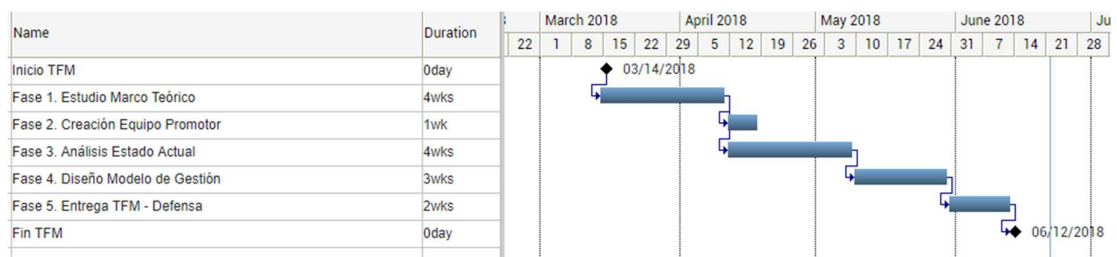 Name Duration March 2018 April 2018 May 2018 June 2018 Ju
22 1 8 15 22 29 5 12 19 26 3 10 17 24 31 7 14 21 28
Inicio TFM 0day 03/14/2018
Fase 1. Estudio Marco Teórico 4wks
Fase 2. Creación Equipo Promotor 1wk
Fase 3. Análisis Estado Actual 4wks
Fase 4. Diseño Modelo de Gestión 3wks
Fase 5. Entrega TFM - Defensa 2wks
Fin TFM 0day 06/12/2018